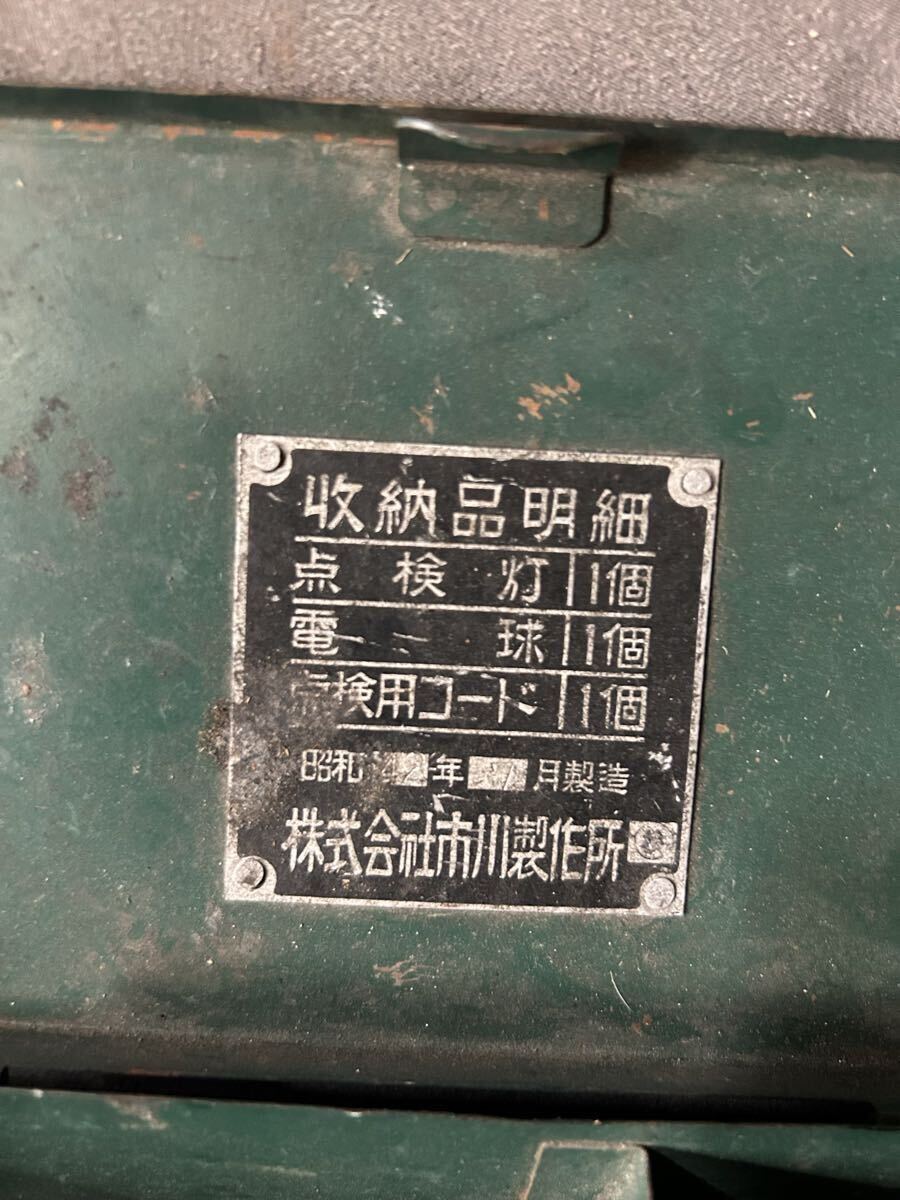 収納品明細
点検灯 1個
電球 1個
点検用コード 1個
昭和42年 月製造
株式会社市川製作所